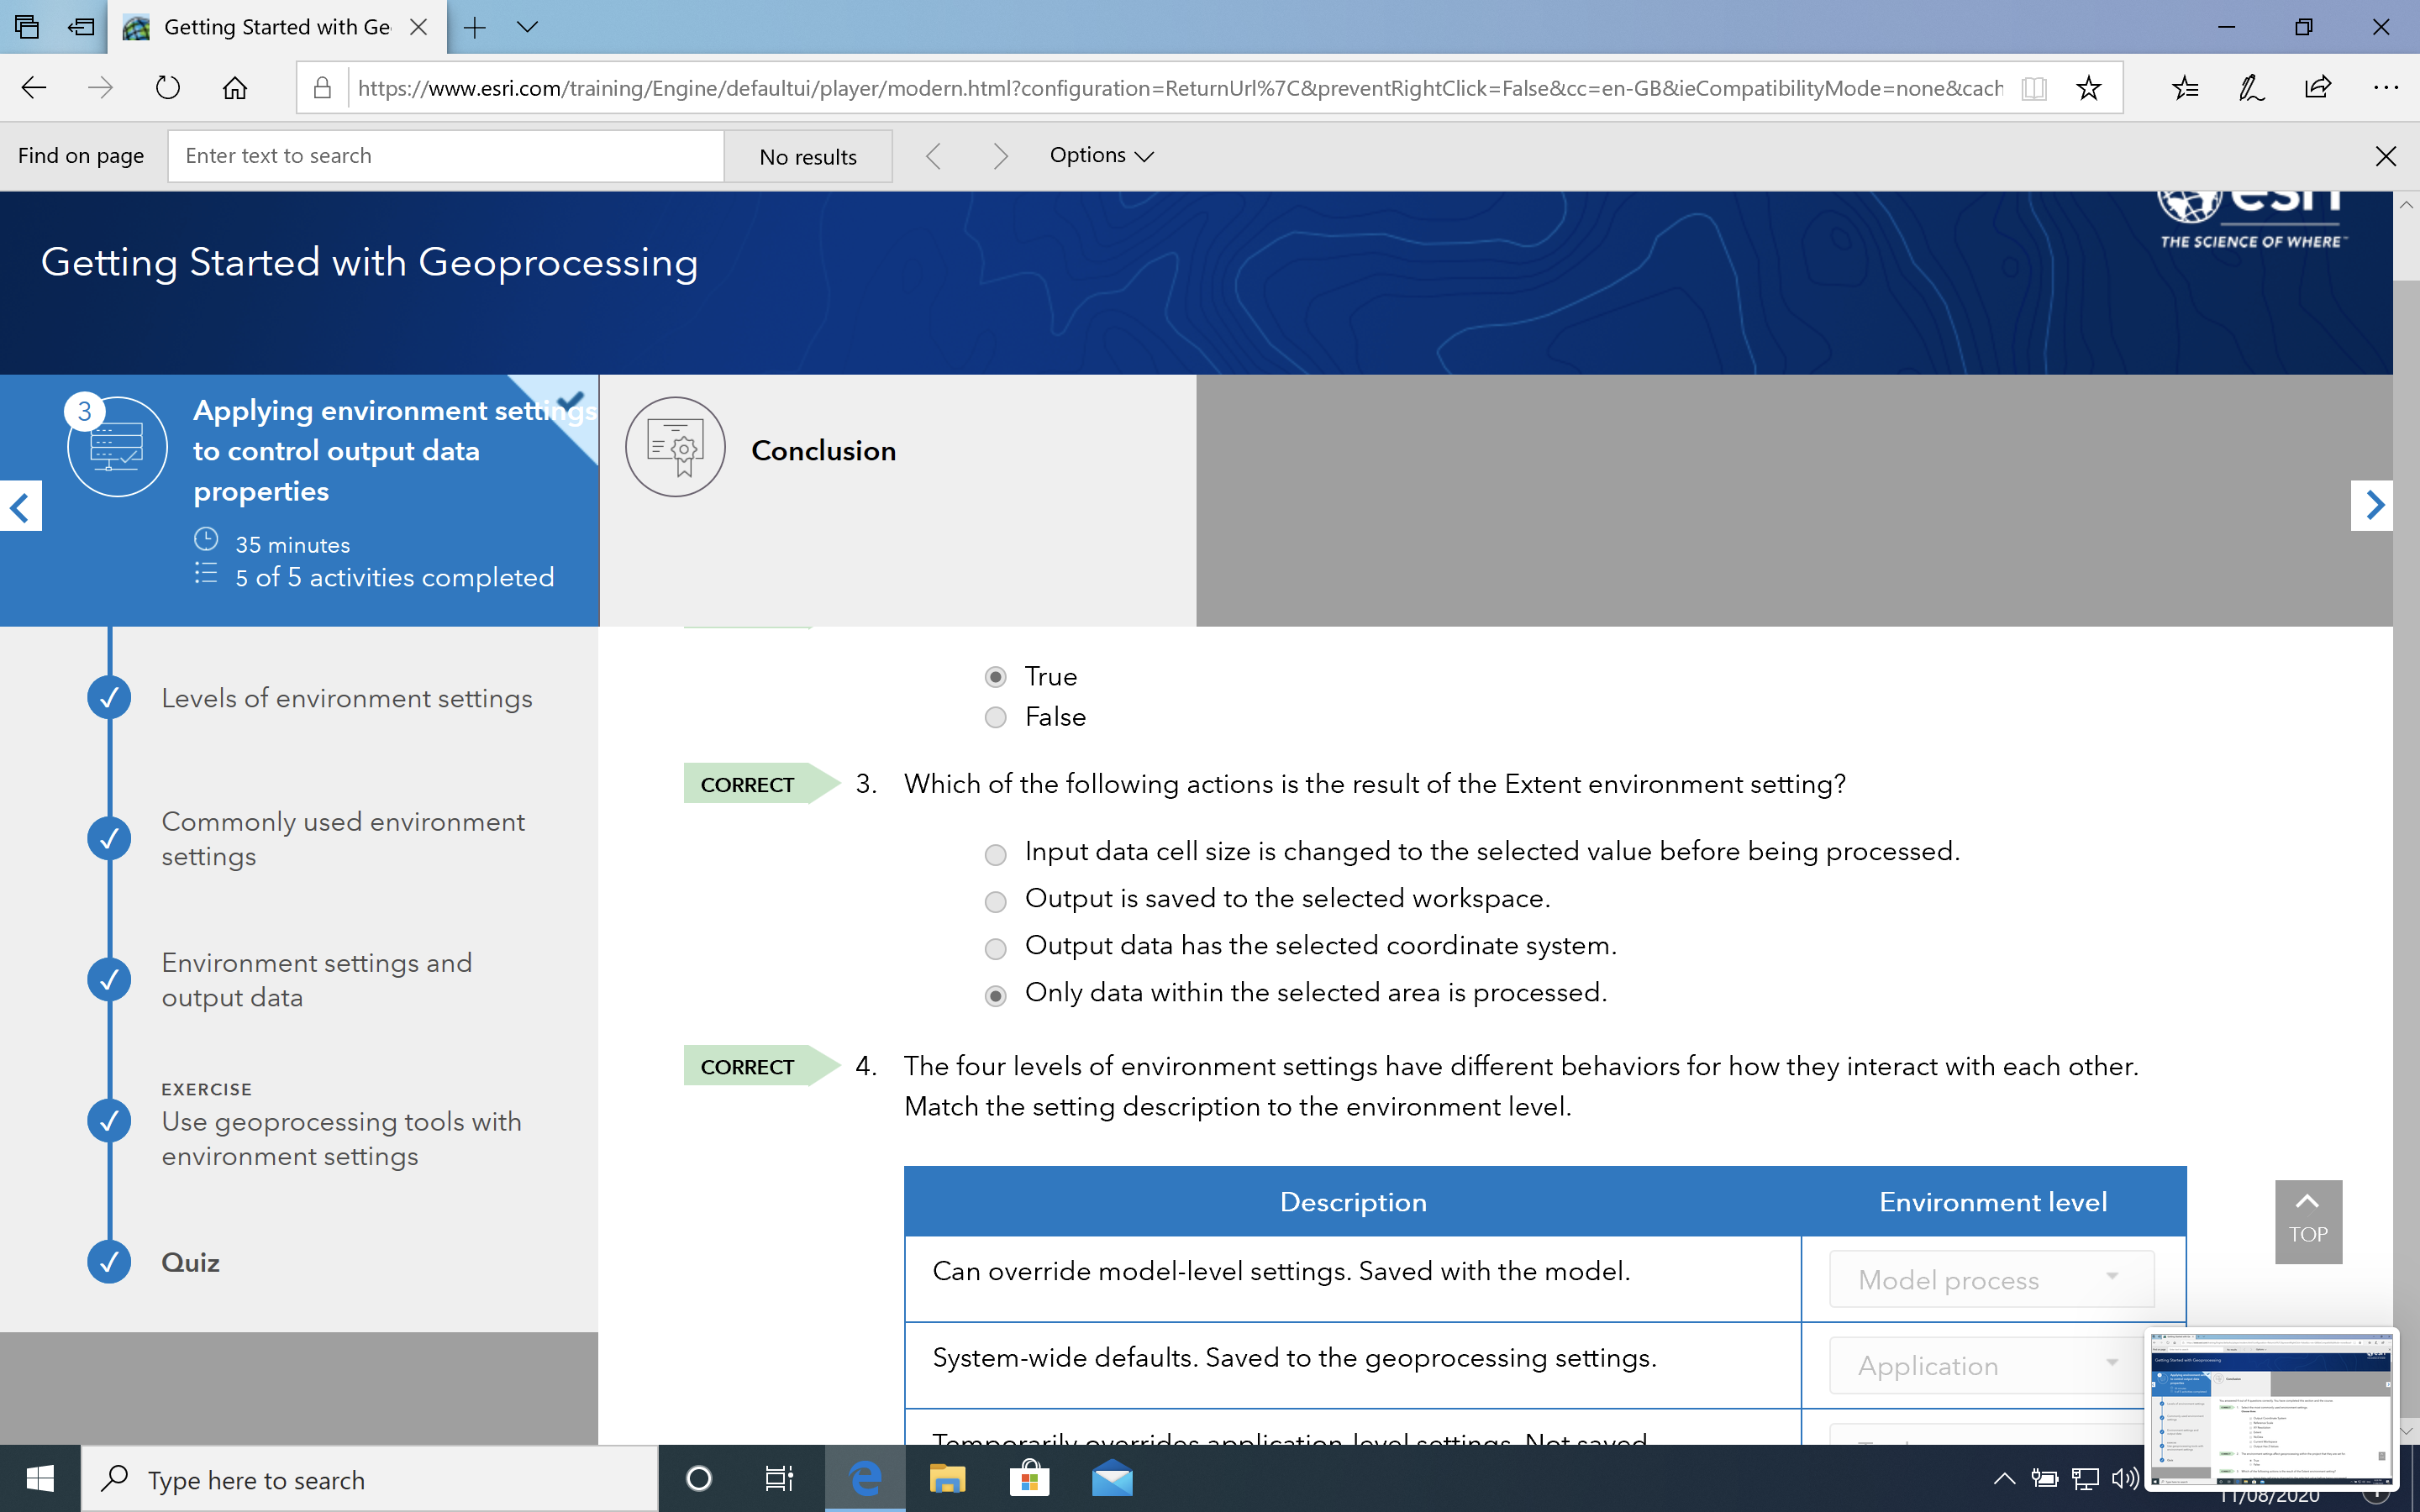 Getting Started with Ge
https://www.esri.com/training/Engine/defaultui/player/modern.html?configuration=ReturnUrl%7C&preventRightClick=False&cc=en-GB&ieCompatibilityMode=none&cach
Find on page
Enter text to search
No results
Options
esri
THE SCIENCE OF WHERE
Getting Started with Geoprocessing
3
Applying environment settings
to control output data
properties
35 minutes
5 of 5 activities completed
Conclusion
Levels of environment settings
Commonly used environment
settings
Environment settings and
output data
EXERCISE
Use geoprocessing tools with
environment settings
Quiz
True
False
CORRECT 3. Which of the following actions is the result of the Extent environment setting?
Input data cell size is changed to the selected value before being processed.
Output is saved to the selected workspace.
Output data has the selected coordinate system.
Only data within the selected area is processed.
CORRECT 4. The four levels of environment settings have different behaviors for how they interact with each other.
Match the setting description to the environment level.
Description Environment level
Can override model-level settings. Saved with the model. Model process
System-wide defaults. Saved to the geoprocessing settings. Application
Temporarily overrides application-level settings. Not saved
TOP
Type here to search
11/08/2020